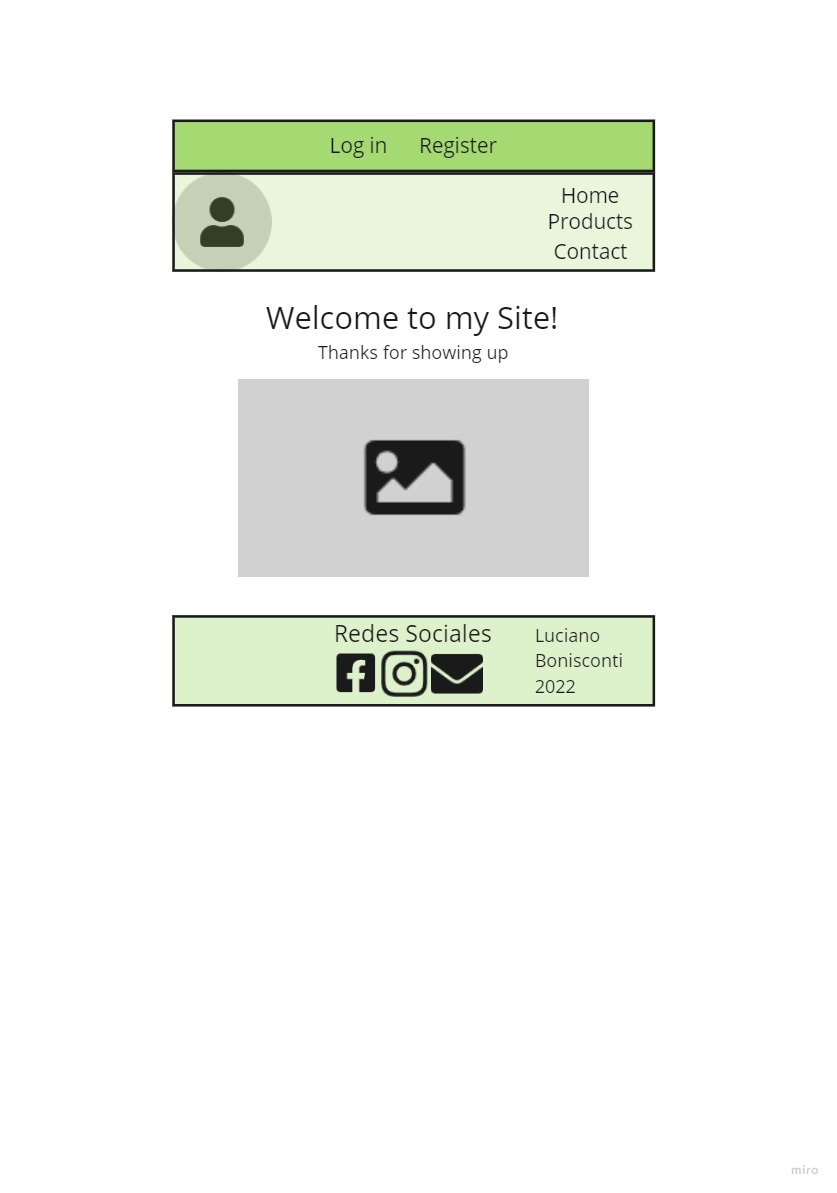 Log in Register
Home
Products
Contact
Welcome to my Site!
Thanks for showing up
Redes Sociales
Luciano
Bonisconti
2022
miro